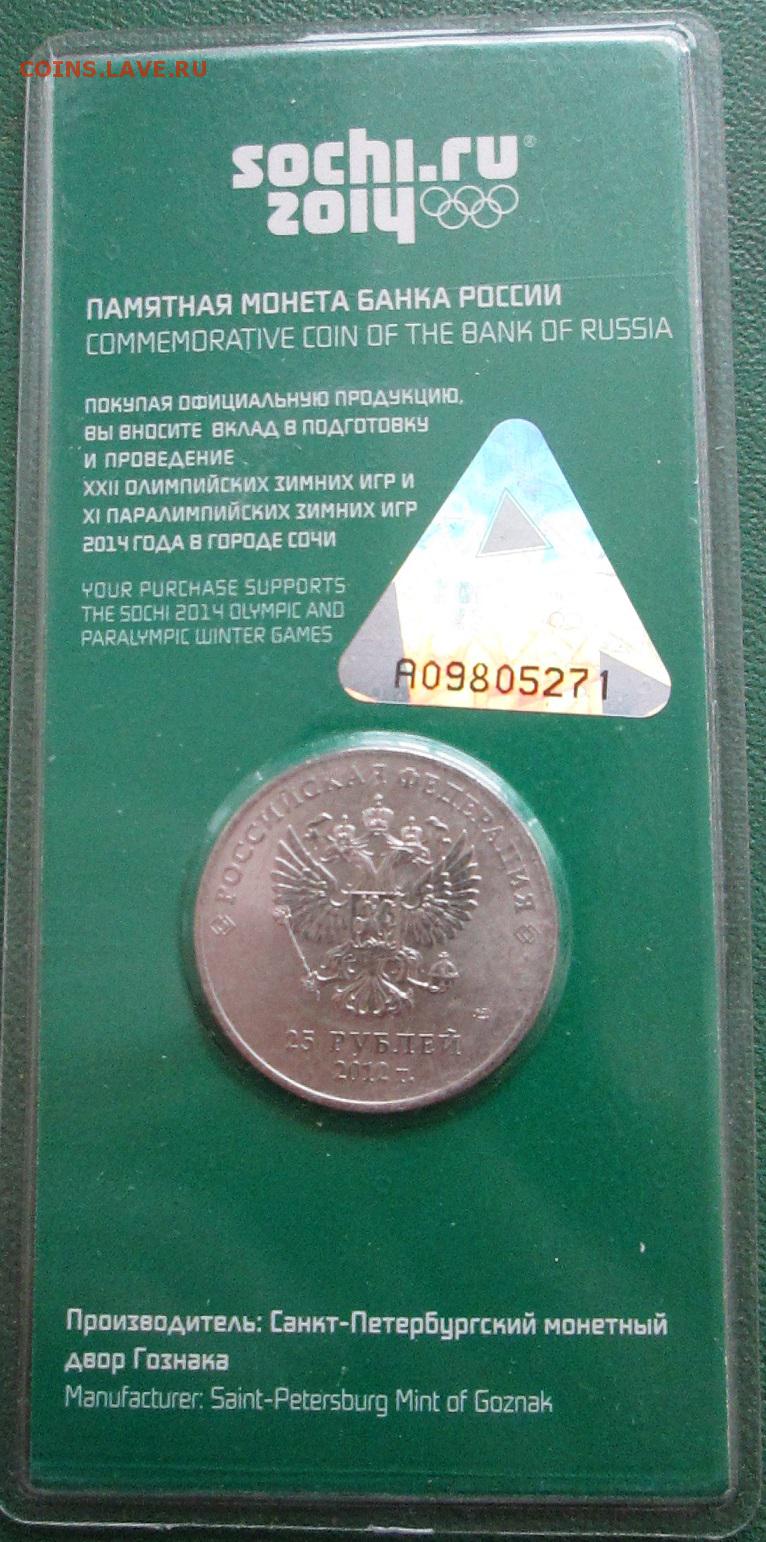 COINS.LAVE.RU
sochi.ru®
2014
ПАМЯТНАЯ МОНЕТА БАНКА РОССИИ
COMMEMORATIVE COIN OF THE BANK OF RUSSIA
ПОКУПАЯ ОФИЦИАЛЬНУЮ ПРОДУКЦИЮ,
ВЫ ВНОСИТЕ ВКЛАД В ПОДГОТОВКУ
И ПРОВЕДЕНИЕ
XXII ОЛИМПИЙСКИХ ЗИМНИХ ИГР И
XI ПАРАЛИМПИЙСКИХ ЗИМНИХ ИГР
2014 ГОДА В ГОРОДЕ СОЧИ
YOUR PURCHASE SUPPORTS
THE SOCHI 2014 OLYMPIC AND
PARALYMPIC WINTER GAMES
A09805271
РОССИЙСКАЯ ФЕДЕРАЦИЯ
25 РУБЛЕЙ
2012 г.
Производитель: Санкт-Петербургский монетный
двор Гознака
Manufacturer: Saint-Petersburg Mint of Goznak